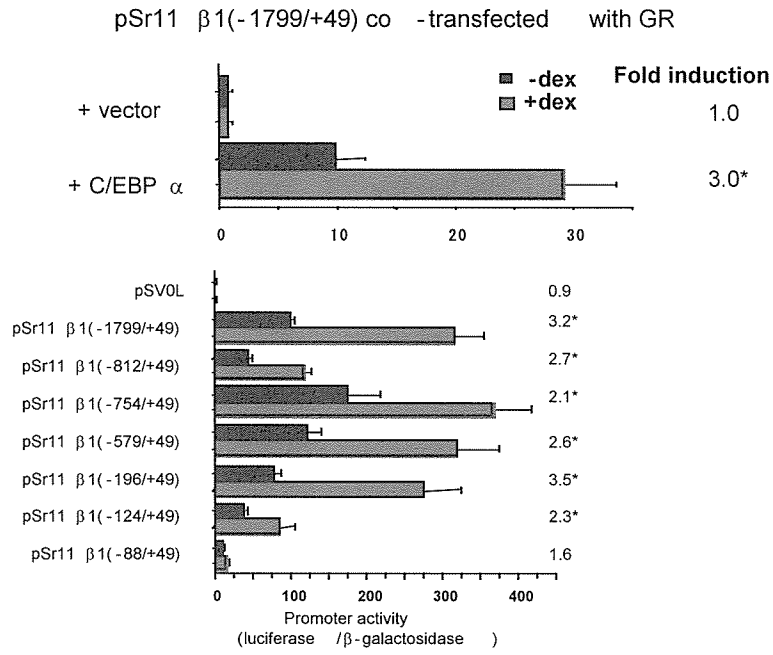 pSr11 β1(-1799/+49) co -transfected with GR
-dex
+dex
Fold induction
+ vector
1.0
+ C/EBP α
3.0*
0 10 20 30
pSV0L
0.9
pSr11 β1(-1799/+49)
3.2*
pSr11 β1(-812/+49)
2.7*
pSr11 β1(-754/+49)
2.1*
pSr11 β1(-579/+49)
2.6*
pSr11 β1(-196/+49)
3.5*
pSr11 β1(-124/+49)
2.3*
pSr11 β1(-88/+49)
1.6
0 100 200 300 400
Promoter activity
(luciferase /β-galactosidase )